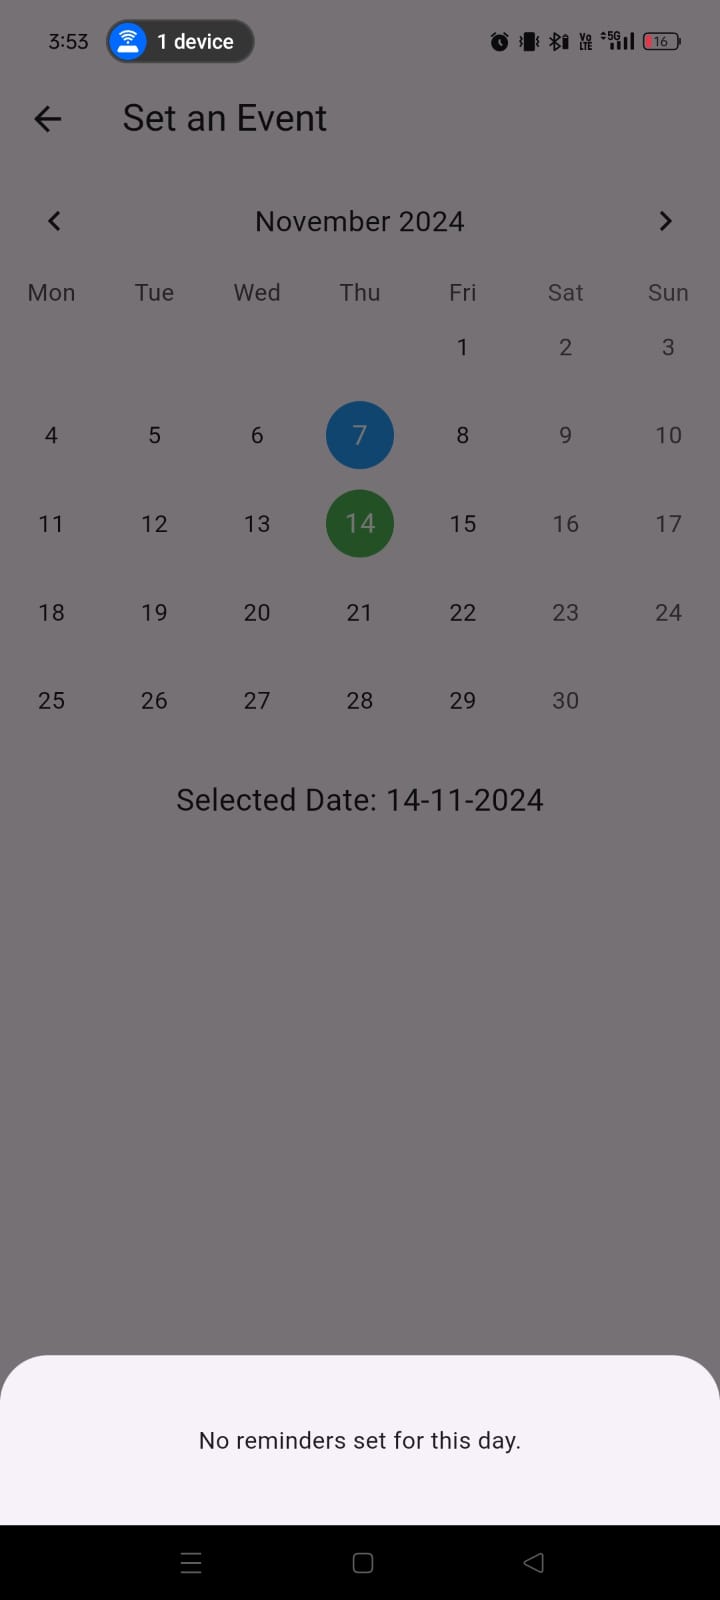 3:53 1 device Vo LTE 5G 16
Set an Event
November 2024
Mon Tue Wed Thu Fri Sat Sun
1 2 3
4 5 6 7 8 9 10
11 12 13 14 15 16 17
18 19 20 21 22 23 24
25 26 27 28 29 30
Selected Date: 14-11-2024
No reminders set for this day.